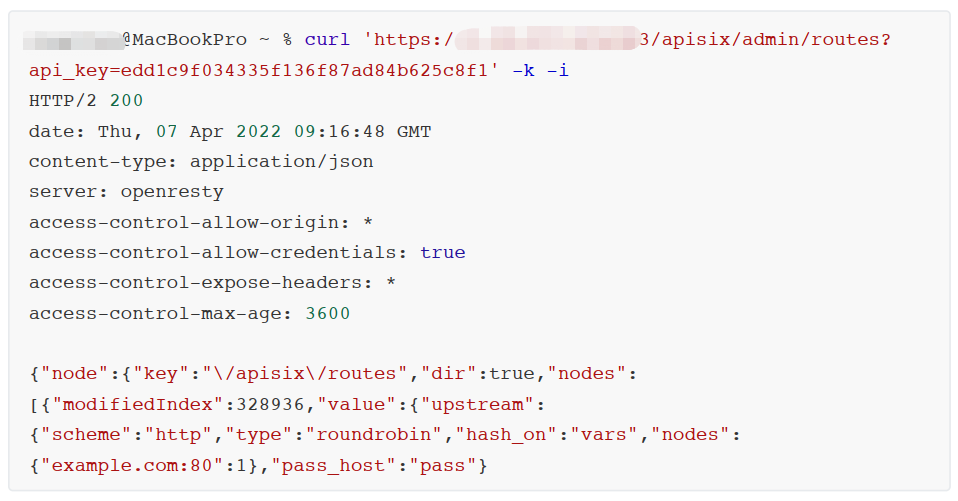 @MacBookPro ~ % curl 'https:/ 3/apisix/admin/routes?
api_key=edd1c9f034335f136f87ad84b625c8f1' -k -i
HTTP/2 200
date: Thu, 07 Apr 2022 09:16:48 GMT
content-type: application/json
server: openresty
access-control-allow-origin: *
access-control-allow-credentials: true
access-control-expose-headers: *
access-control-max-age: 3600
{"node":{"key":"\/apisix\/routes","dir":true,"nodes":
[{"modifiedIndex":328936,"value":{"upstream":
{"scheme":"http","type":"roundrobin","hash_on":"vars","nodes":
{"example.com:80":1},"pass_host":"pass"}